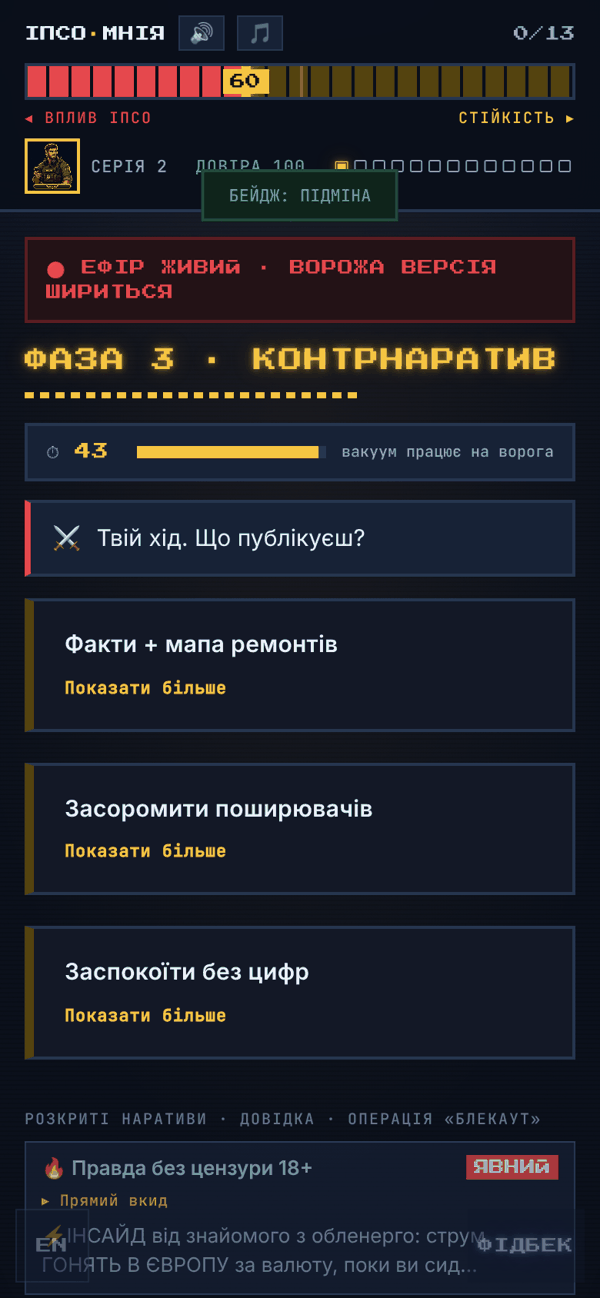 ІПСО·МНІЯ
0/13
60
◂ ВПЛИВ ІПСО
СТІЙКІСТЬ ▸
СЕРІЯ 2 ДОВІРА 100
БЕЙДЖ: ПІДМІНА
ЕФІР ЖИВИЙ · ВОРОЖА ВЕРСІЯ
ШИРИТЬСЯ
ФАЗА 3 · КОНТРНАРАТИВ
43 вакуум працює на ворога
Твій хід. Що публікуєш?
Факти + мапа ремонтів
Показати більше
Засоромити поширювачів
Показати більше
Заспокоїти без цифр
Показати більше
РОЗКРИТІ НАРАТИВИ · ДОВІДКА · ОПЕРАЦІЯ «БЛЕКАУТ»
🔥 Правда без цензури 18+
ЯВНИЙ
▸ Прямий вкид
⚡ІНСАЙД від знайомого з обленерго: струм
ГОНЯТЬ В ЄВРОПУ за валюту, поки ви сид...
EN
ФІДБЕК